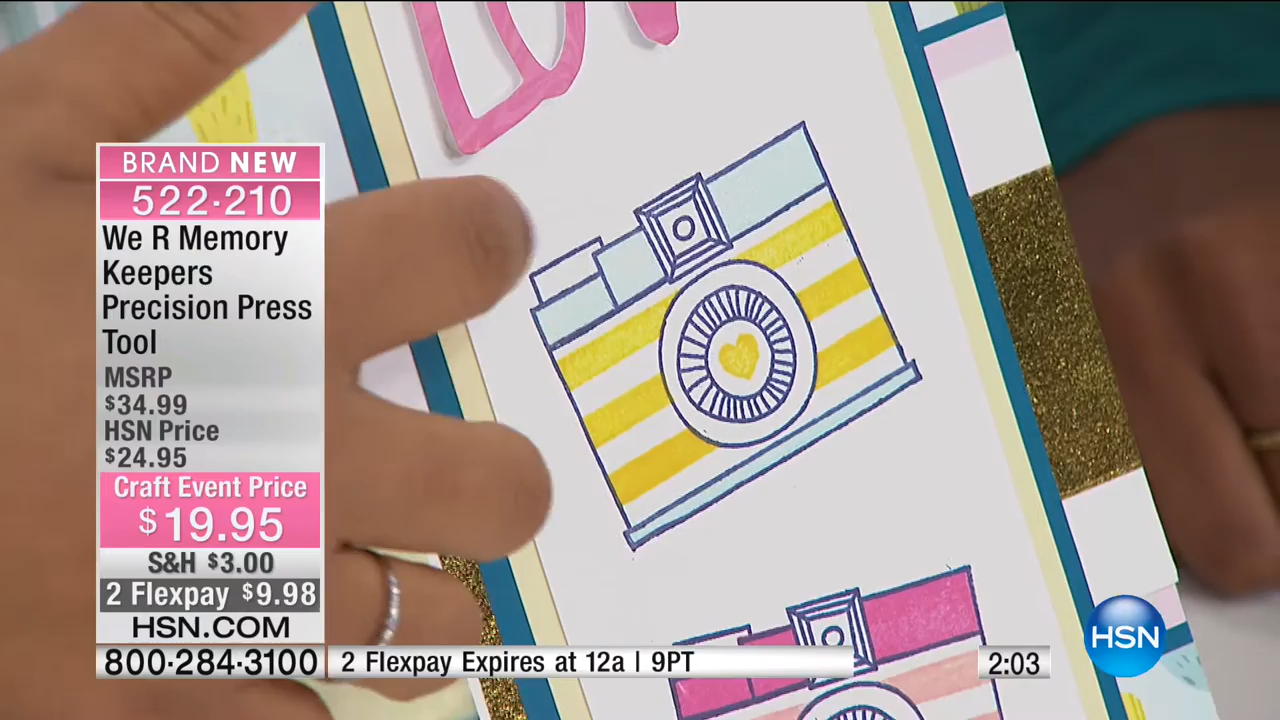 BRAND NEW
522·210
We R Memory
Keepers
Precision Press
Tool
MSRP
$34.99
HSN Price
$24.95
Craft Event Price
$19.95
S&H $3.00
2 Flexpay $9.98
HSN.COM
800·284·3100
2 Flexpay Expires at 12a | 9PT
2:03
HSN